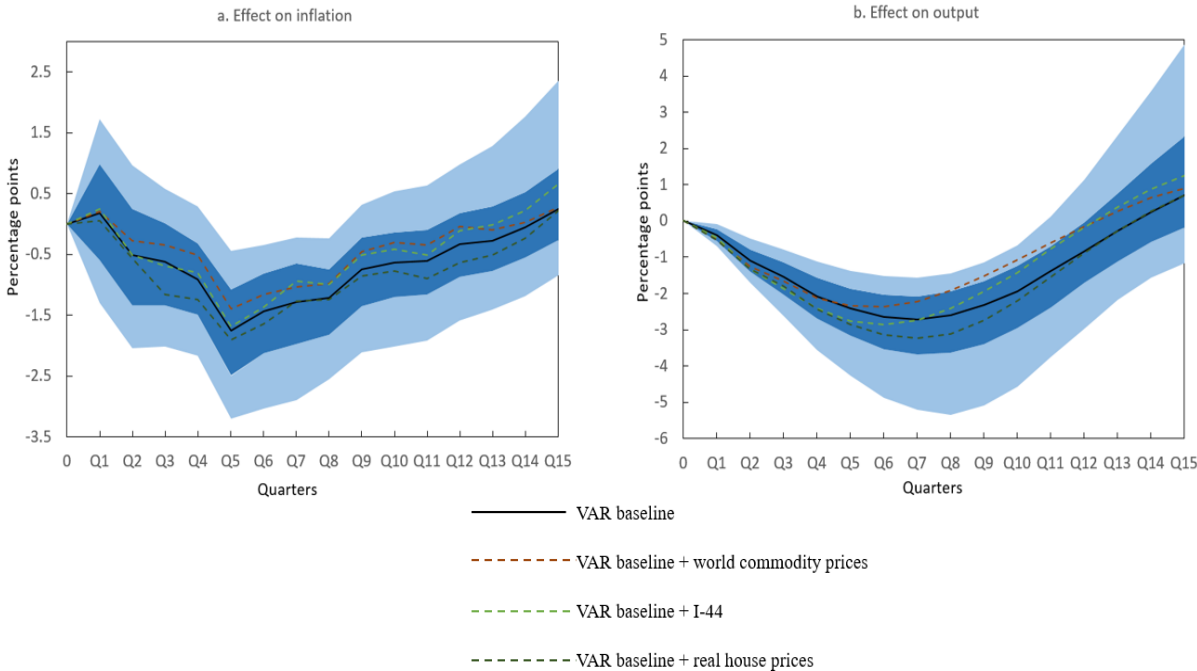 a. Effect on inflation
2.5
1.5
0.5
-0.5
-1.5
-2.5
-3.5
Percentage points
0 Q1 Q2 Q3 Q4 Q5 Q6 Q7 Q8 Q9 Q10 Q11 Q12 Q13 Q14 Q15
Quarters
b. Effect on output
5
4
3
2
1
0
-1
-2
-3
-4
-5
-6
Percentage points
0 Q1 Q2 Q3 Q4 Q5 Q6 Q7 Q8 Q9 Q10 Q11 Q12 Q13 Q14 Q15
Quarters
VAR baseline
VAR baseline + world commodity prices
VAR baseline + I-44
VAR baseline + real house prices